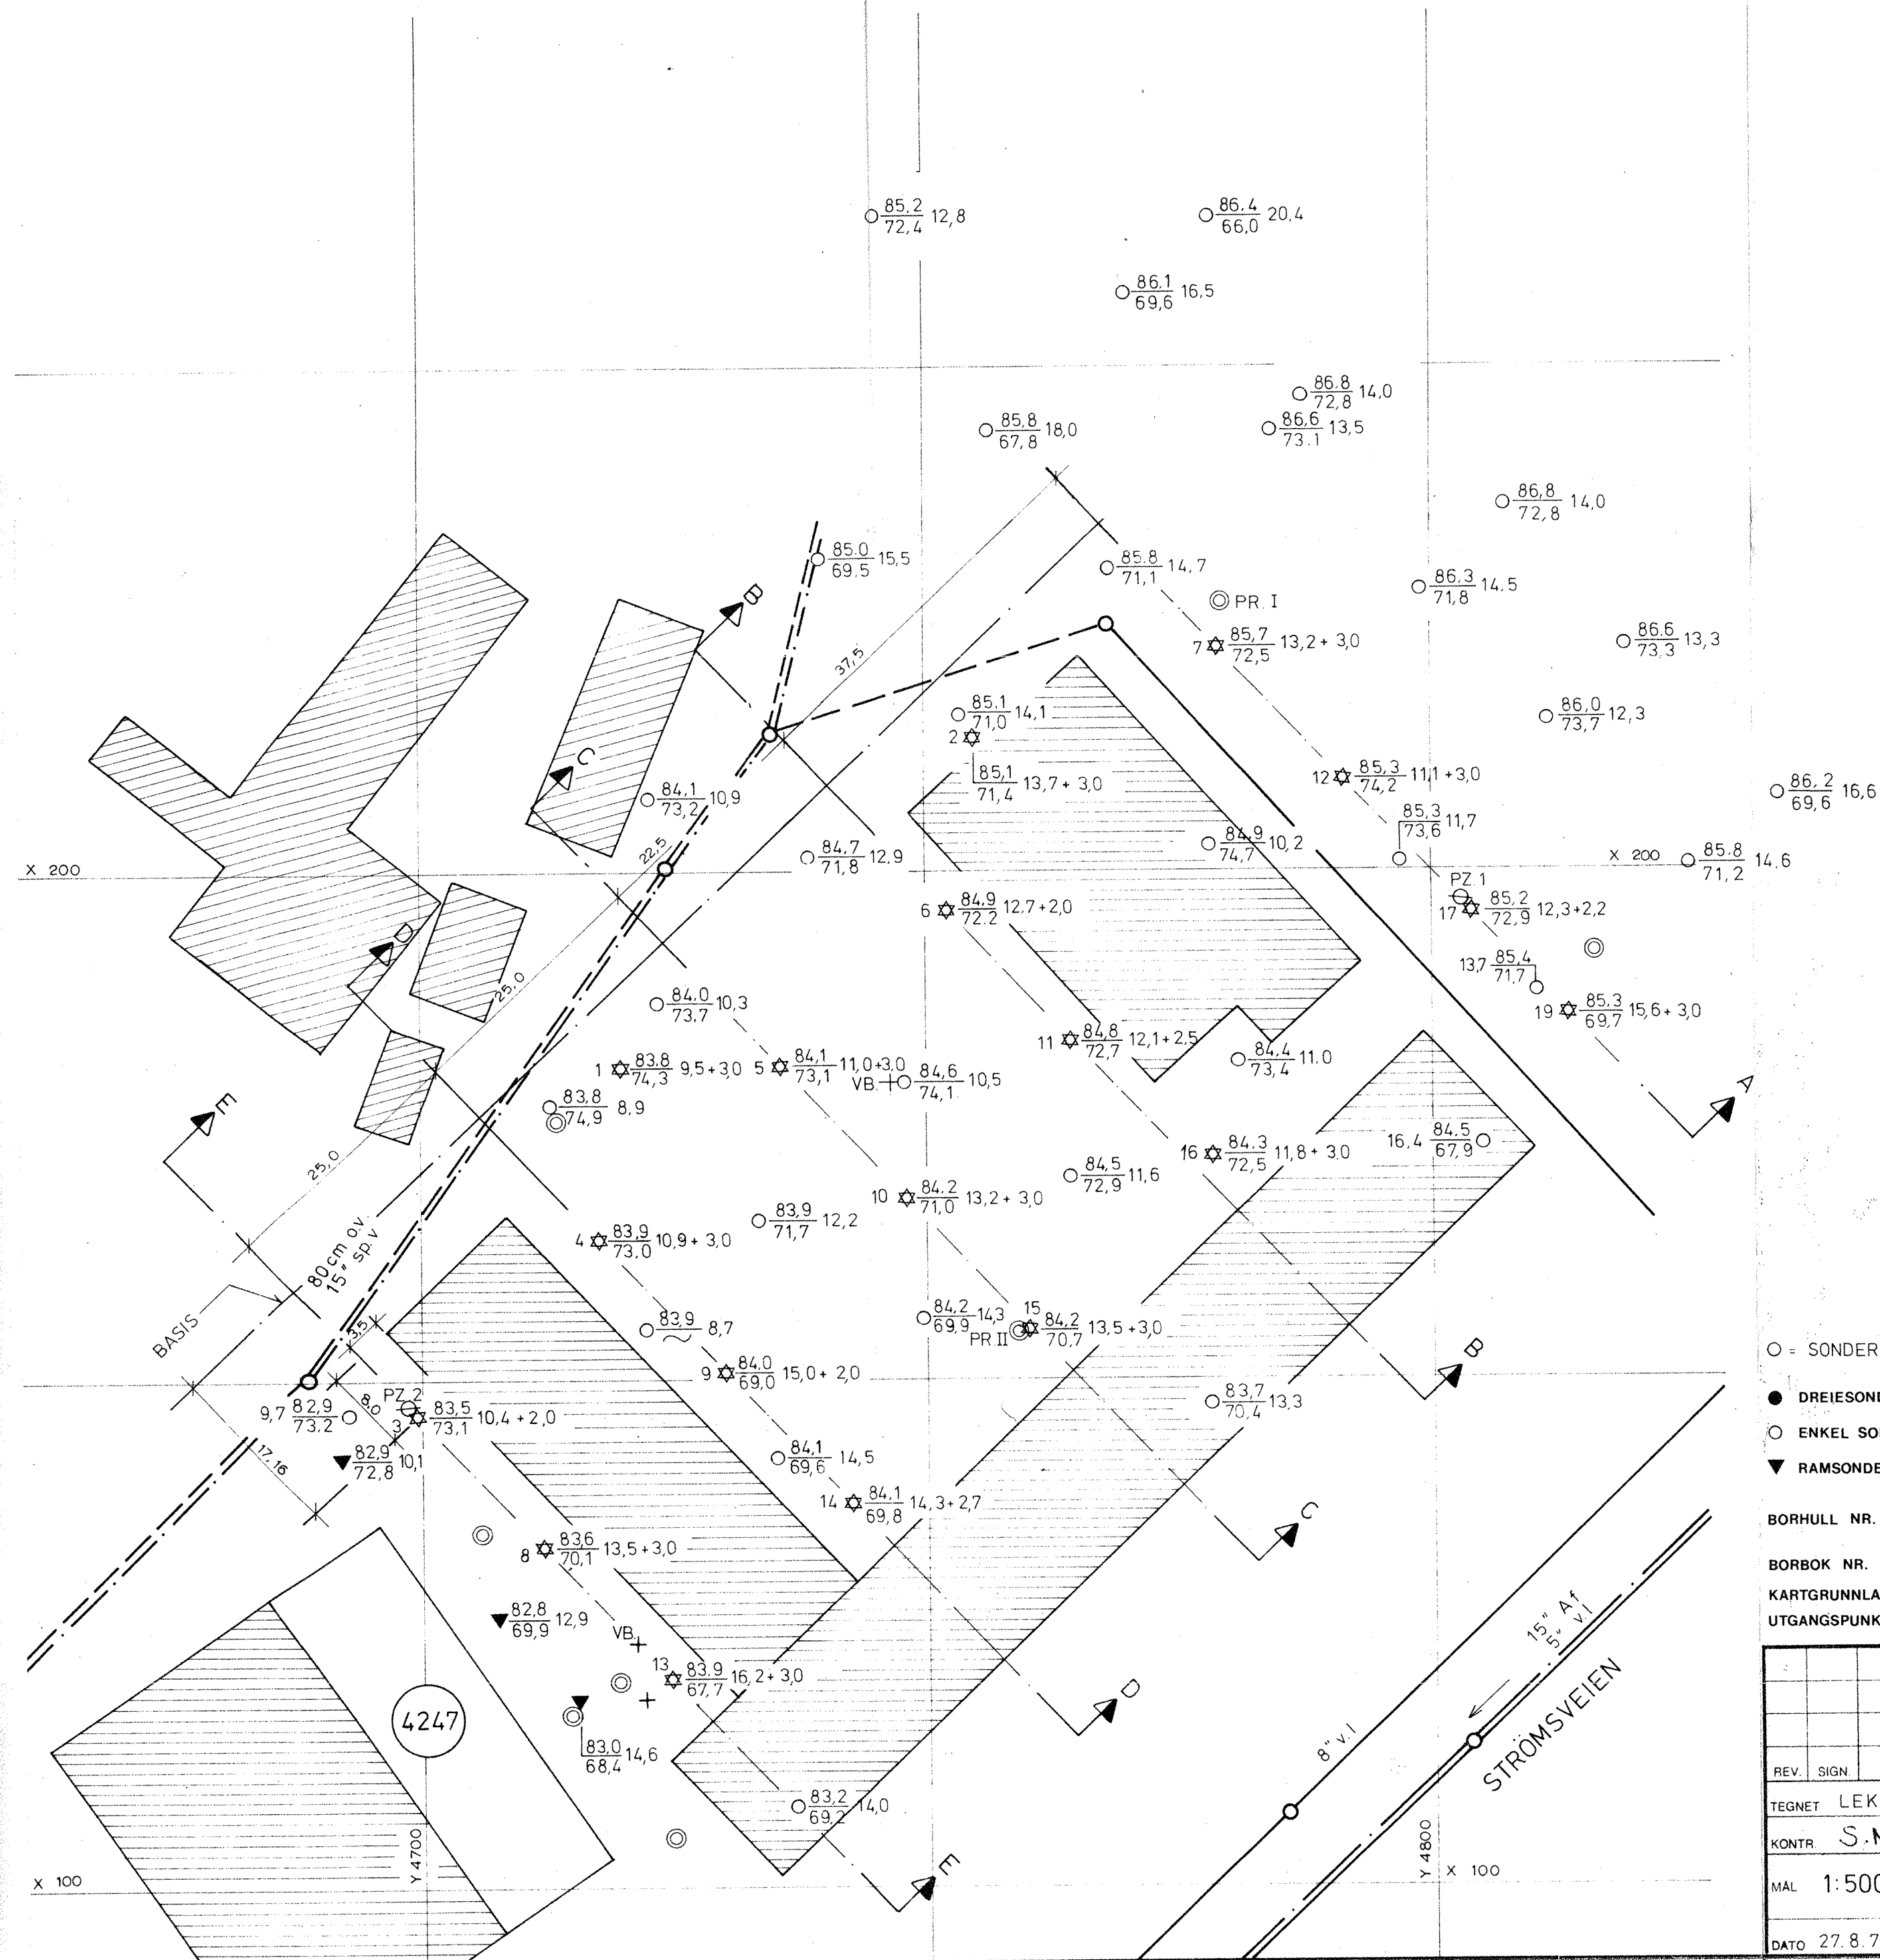 85,2
72,4 12,8
86,4
66,0 20,4
86,1
69,6 16,5
86,8
72,8 14,0
86,6
73.1 13,5
85,8
67,8 18,0
86,8
72,8 14,0
85.0
69,5 15,5
85.8
71,1 14,7
86,3
71,8 14,5
B
PR. I
7 85,7
72,5 13,2 + 3,0
86.6
73,3 13,3
37,5
85.1
71,0 14,1
2
85,1
71,4 13,7 + 3,0
86,0
73,7 12,3
C
12 85,3
74,2 11,1 + 3,0
86,2
69,6 16,6
84,1
73,2 10,9
85,3
73,6 11,7
84,9
74,7 10,2
22,5
84,7
71,8 12,9
X 200
X 200
85.8
71,2 14,6
PZ.1
17 85,2
72,9 12,3+2,2
6 84,9
72.2 12,7+2,0
D
13,7 85,4
71,7
25,0
84.0
73,7 10,3
19 85.3
69,7 15,6 + 3,0
11 84,8
72,7 12,1 + 2,5
84,4
73,4 11,0
1 83.8
74,3 9,5+3,0
5 84,1
73,1 11,0+3.0
VB.
84,6
74,1 10,5
A
83,8
74,9 8,9
E
16,4 84.5
67,9
16 84.3
72,5 11,8 + 3.0
25,0
84,5
72,9 11,6
10 84.2
71,0 13,2 + 3,0
83,9
71,7 12,2
4 83,9
73,0 10,9 + 3,0
80 cm o.v.
15" sp.v
BASIS
3,5
83,9 8,7
84,2
69,9 14,3
15
PR.II
84,2
70,7 13,5 + 3,0
B
O = SONDER
9 84,0
69,0 15,0 + 2,0
8,0
PZ.2
9,7 82,9
73,2
3
83,5
73,1 10,4 + 2,0
83,7
70,4 13,3
DREIESOND
ENKEL SO
RAMSONDE
17,16
82,9
72,8 10,1
84,1
69,6 14,5
14 84,1
69,8 14,3+2,7
C
BORHULL NR.
8 83,6
70,1 13,5 + 3,0
BORBOK NR.
KARTGRUNNLA
UTGANGSPUNK
82,8
69,9 12,9
VB.
15" A.f
5" v.l
13 83.9
67,7 16,2 + 3,0
D
4247
83,0
68,4 14,6
8" v.l
STRÖMSVEIEN
REV. SIGN.
83,2
69,2 14,0
TEGNET LEK
Y 4700
Y 4800
KONTR. S.
E
X 100
X 100
MÅL 1:500
DATO 27.8.7